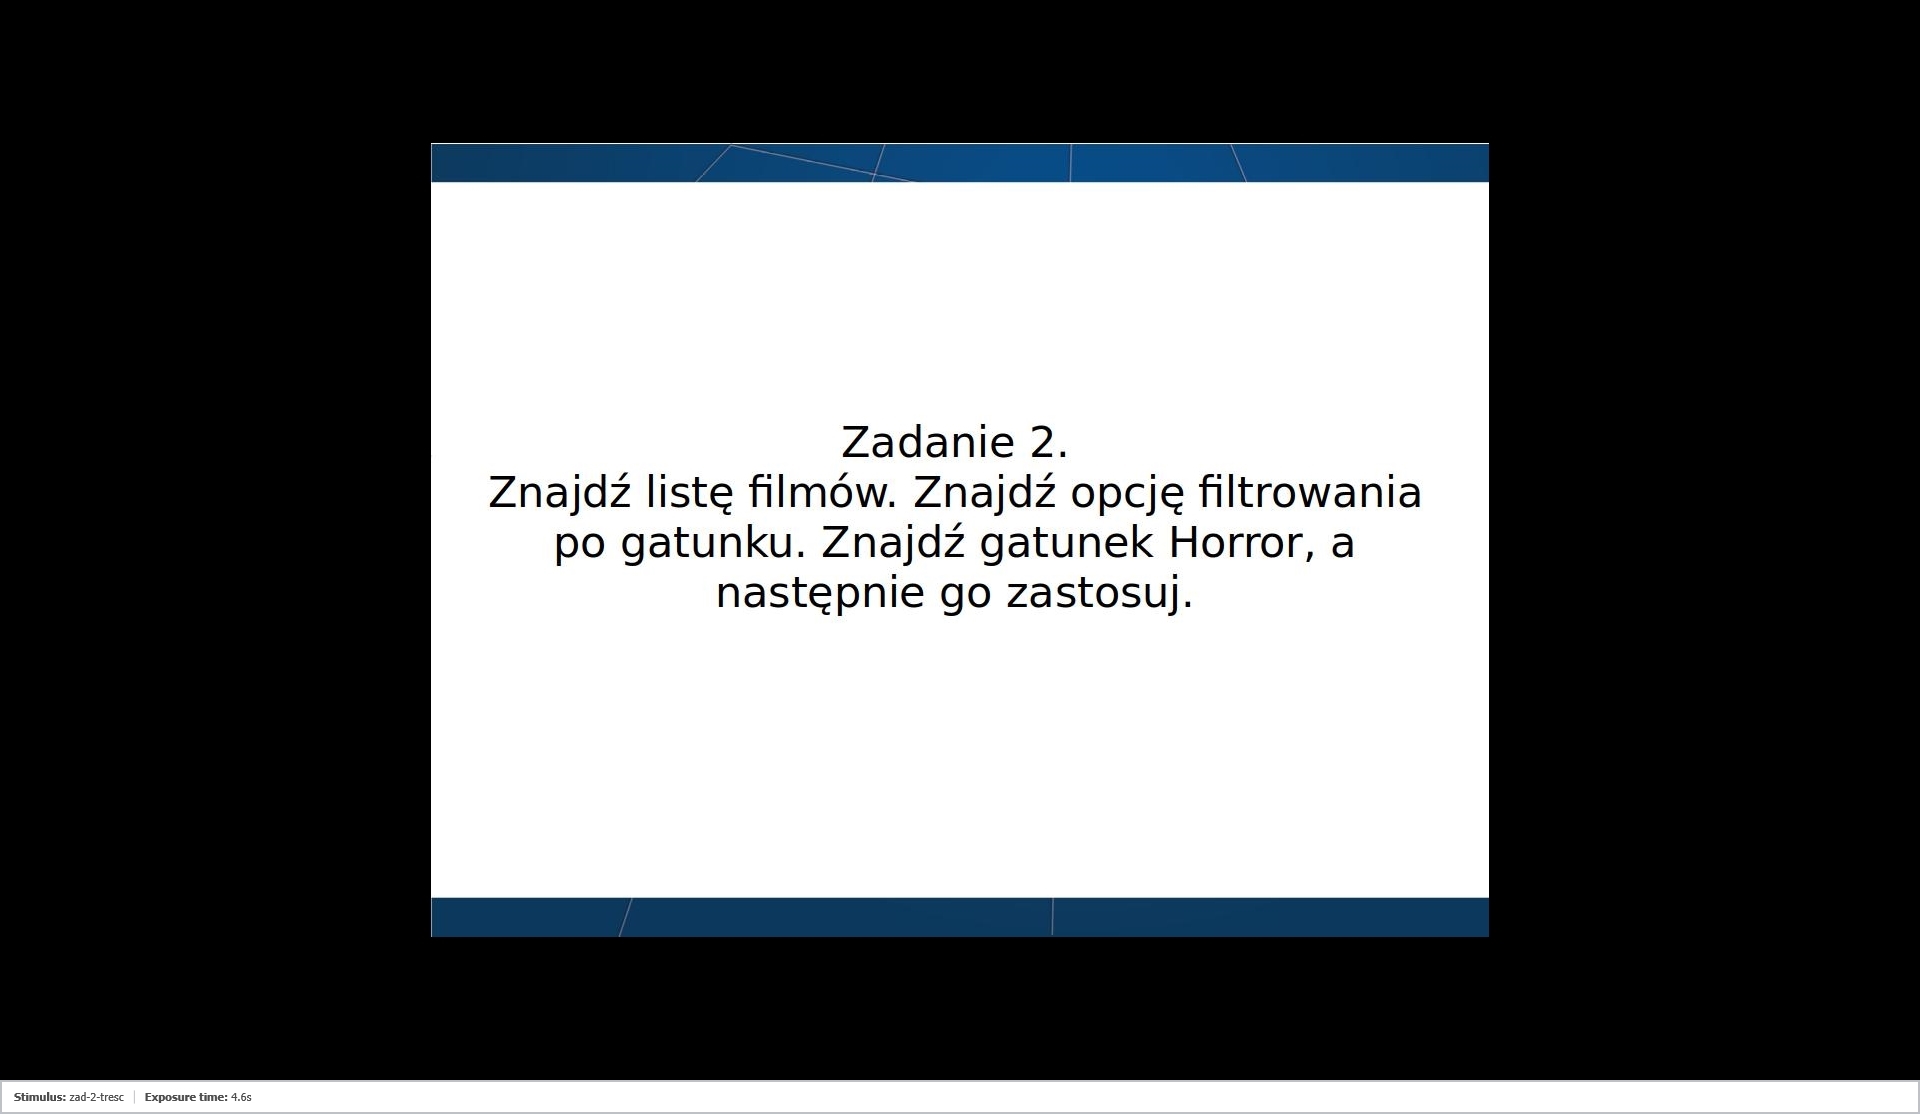 Zadanie 2.
Znajdź listę filmów. Znajdź opcję filtrowania
po gatunku. Znajdź gatunek Horror, a
następnie go zastosuj.
Stimulus: zad-2-tresc Exposure time: 4.6s